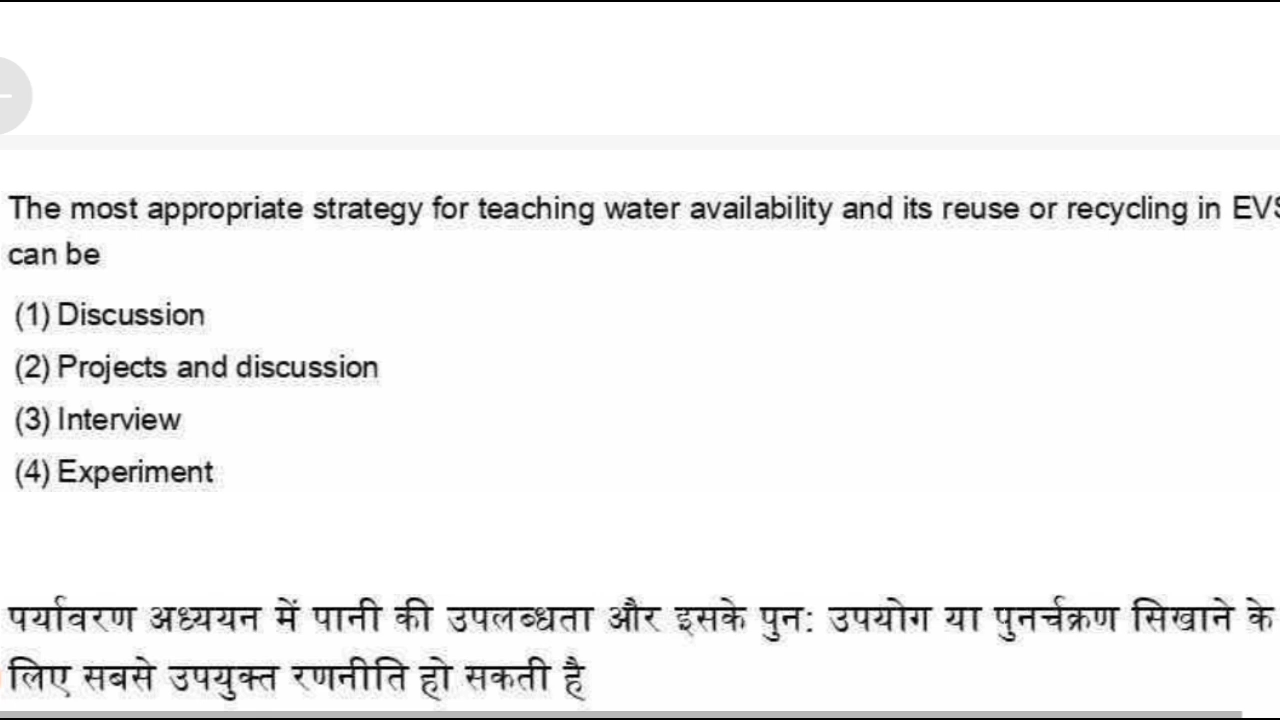 The most appropriate strategy for teaching water availability and its reuse or recycling in EVS
can be
(1) Discussion
(2) Projects and discussion
(3) Interview
(4) Experiment
पर्यावरण अध्ययन में पानी की उपलब्धता और इसके पुन: उपयोग या पुनर्चक्रण सिखाने के
लिए सबसे उपयुक्त रणनीति हो सकती है